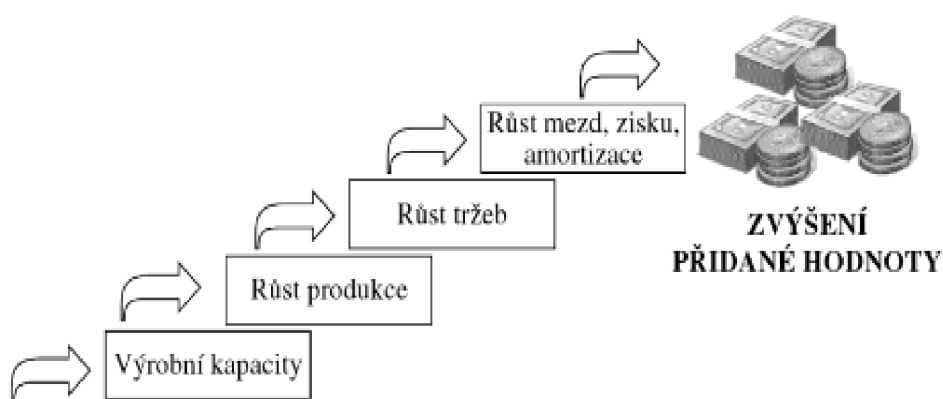 Růst mezd, zisku,
amortizace
Růst tržeb
ZVÝŠENÍ
PŘIDANÉ HODNOTY
Růst produkce
Výrobní kapacity